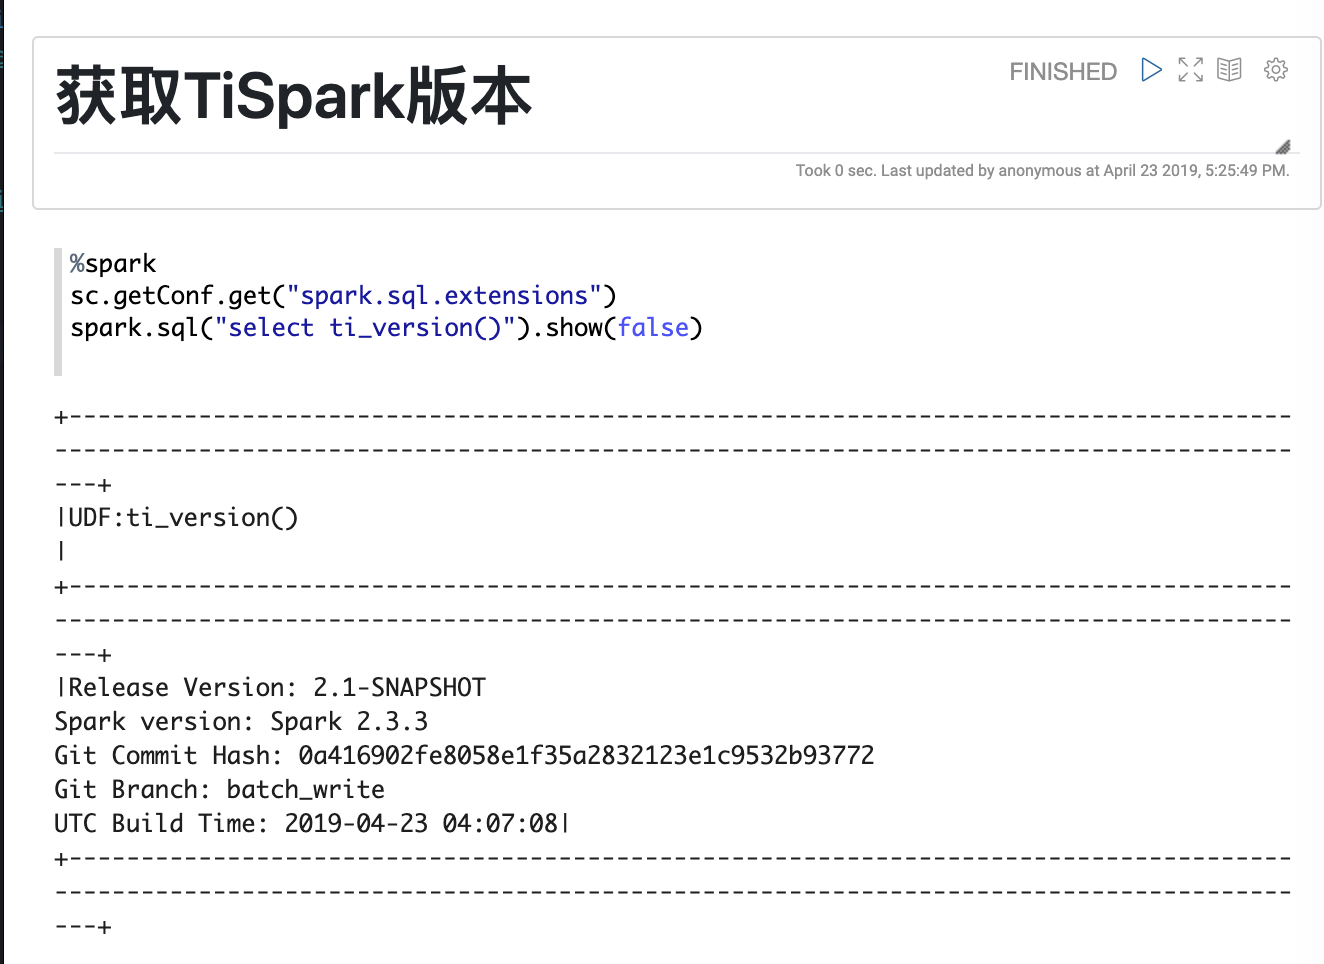 获取TiSpark版本
FINISHED
Took 0 sec. Last updated by anonymous at April 23 2019, 5:25:49 PM.
%spark
sc.getConf.get("spark.sql.extensions")
spark.sql("select ti_version()").show(false)
+-------------------------------------------------------------------------------------
--------------------------------------------------------------------------------------
---+
|UDF:ti_version()
|
+-------------------------------------------------------------------------------------
--------------------------------------------------------------------------------------
---+
|Release Version: 2.1-SNAPSHOT
Spark version: Spark 2.3.3
Git Commit Hash: 0a416902fe8058e1f35a2832123e1c9532b93772
Git Branch: batch_write
UTC Build Time: 2019-04-23 04:07:08|
+-------------------------------------------------------------------------------------
--------------------------------------------------------------------------------------
---+